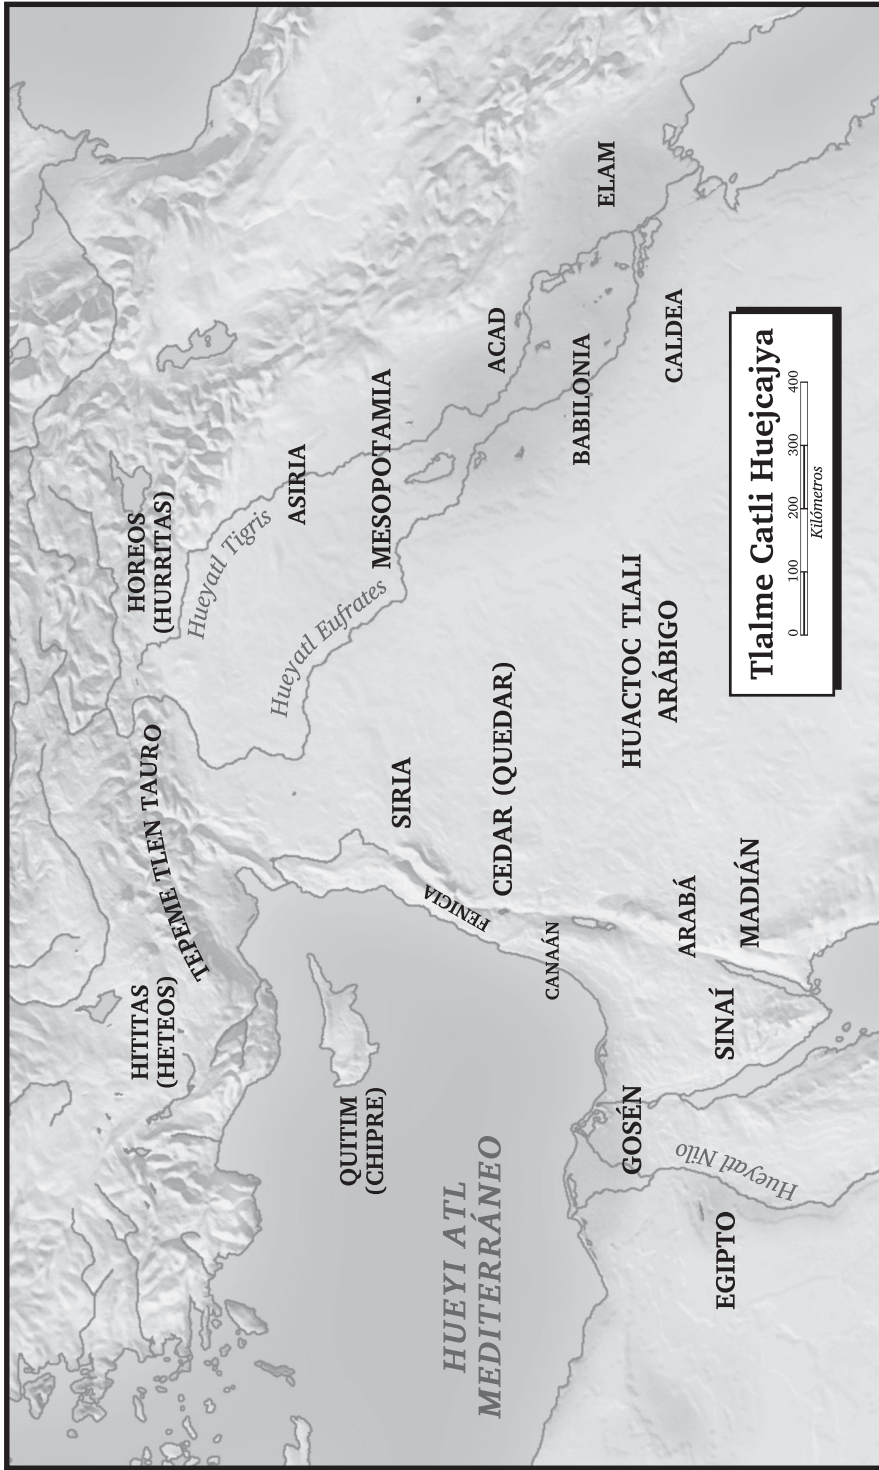 HITITAS
(HETEOS)
TEPEME TLEN TAURO
HOREOS
(HURRITAS)
Hueyatl Tigris
ASIRIA
Hueyatl Eufrates
MESOPOTAMIA
QUITIM
(CHIPRE)
SIRIA
ACAD
ELAM
HUEYI ATL
MEDITERRÁNEO
FENICIA
CEDAR (QUEDAR)
BABILONIA
CANAÁN
CALDEA
GOSÉN
HUACTOC TLALI
ARÁBIGO
Hueyatl Nilo
ARABÁ
EGIPTO
SINAÍ
MADIÁN
Tlalme Catli Huejcajya
0 100 200 300 400
Kilómetros